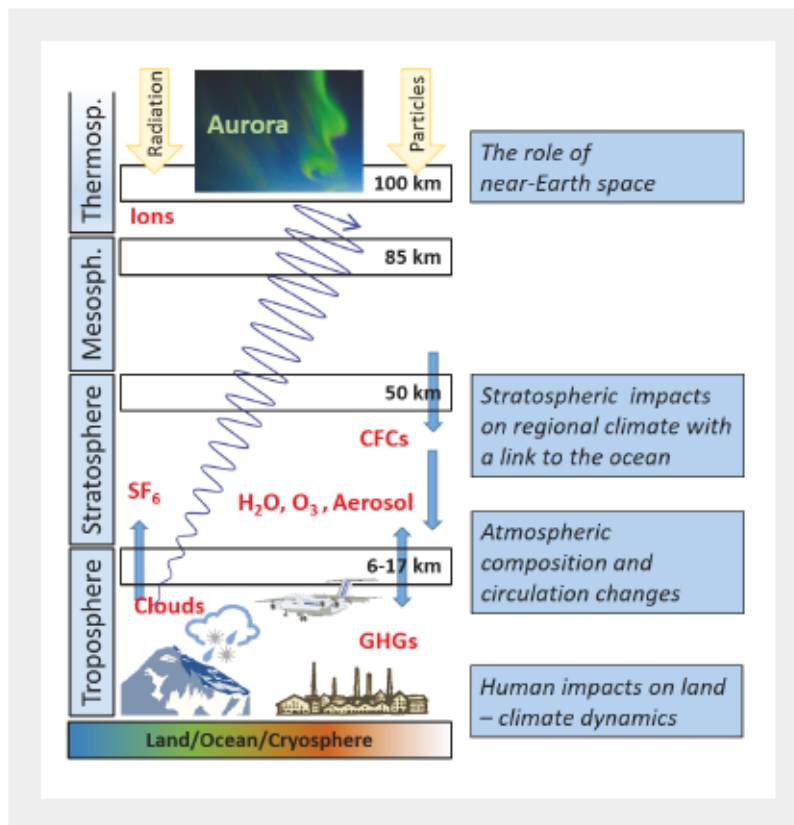 Thermosp.
Radiation
Aurora
Particles
100 km
The role of
near-Earth space
Ions
Mesosph.
85 km
Stratosphere
50 km
Stratospheric impacts
on regional climate with
a link to the ocean
CFCs
SF₆
H₂O, O₃ , Aerosol
Troposphere
6-17 km
Atmospheric
composition and
circulation changes
Clouds
GHGs
Human impacts on land
– climate dynamics
Land/Ocean/Cryosphere